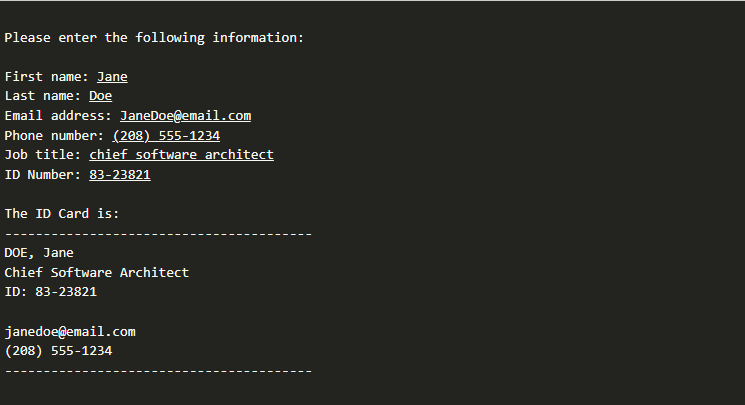 Please enter the following information:
First name: Jane
Last name: Doe
Email address: JaneDoe@email.com
Phone number: (208) 555-1234
Job title: chief software architect
ID Number: 83-23821
The ID Card is:
----------------------------------------
DOE, Jane
Chief Software Architect
ID: 83-23821
janedoe@email.com
(208) 555-1234
----------------------------------------